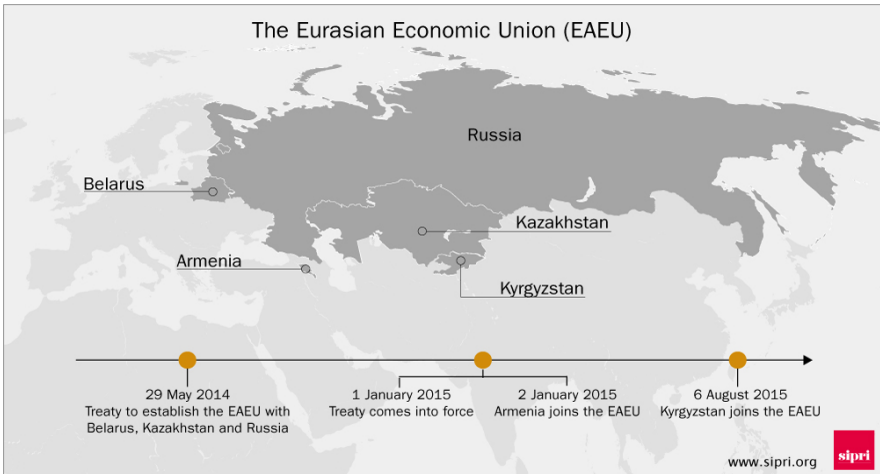 The Eurasian Economic Union (EAEU)
Russia
Belarus
Kazakhstan
Armenia
Kyrgyzstan
29 May 2014
Treaty to establish the EAEU with
Belarus, Kazakhstan and Russia
1 January 2015
Treaty comes into force
2 January 2015
Armenia joins the EAEU
6 August 2015
Kyrgyzstan joins the EAEU
www.sipri.org
sipri